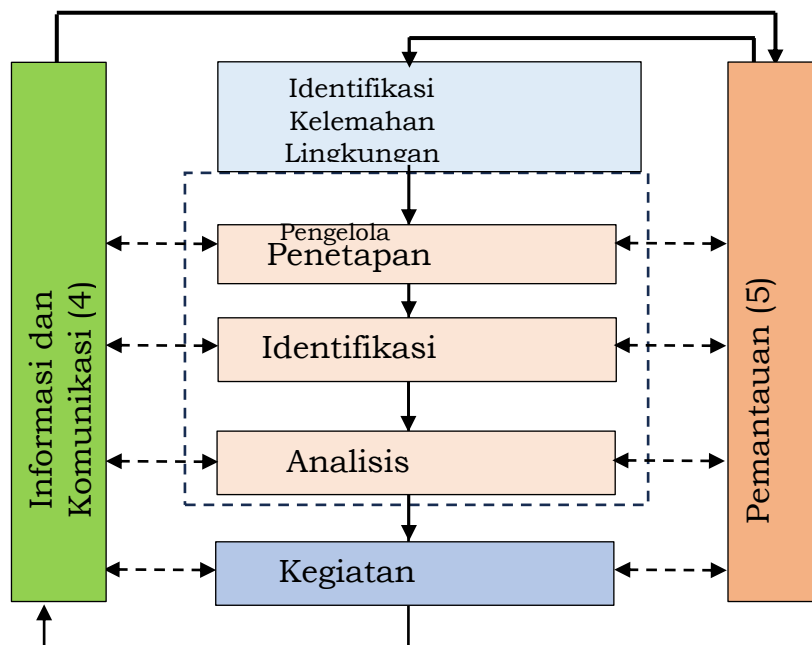 Identifikasi
Kelemahan
Lingkungan
Pengelola
Penetapan
Identifikasi
Analisis
Kegiatan
Informasi dan
Komunikasi (4)
Pemantauan (5)